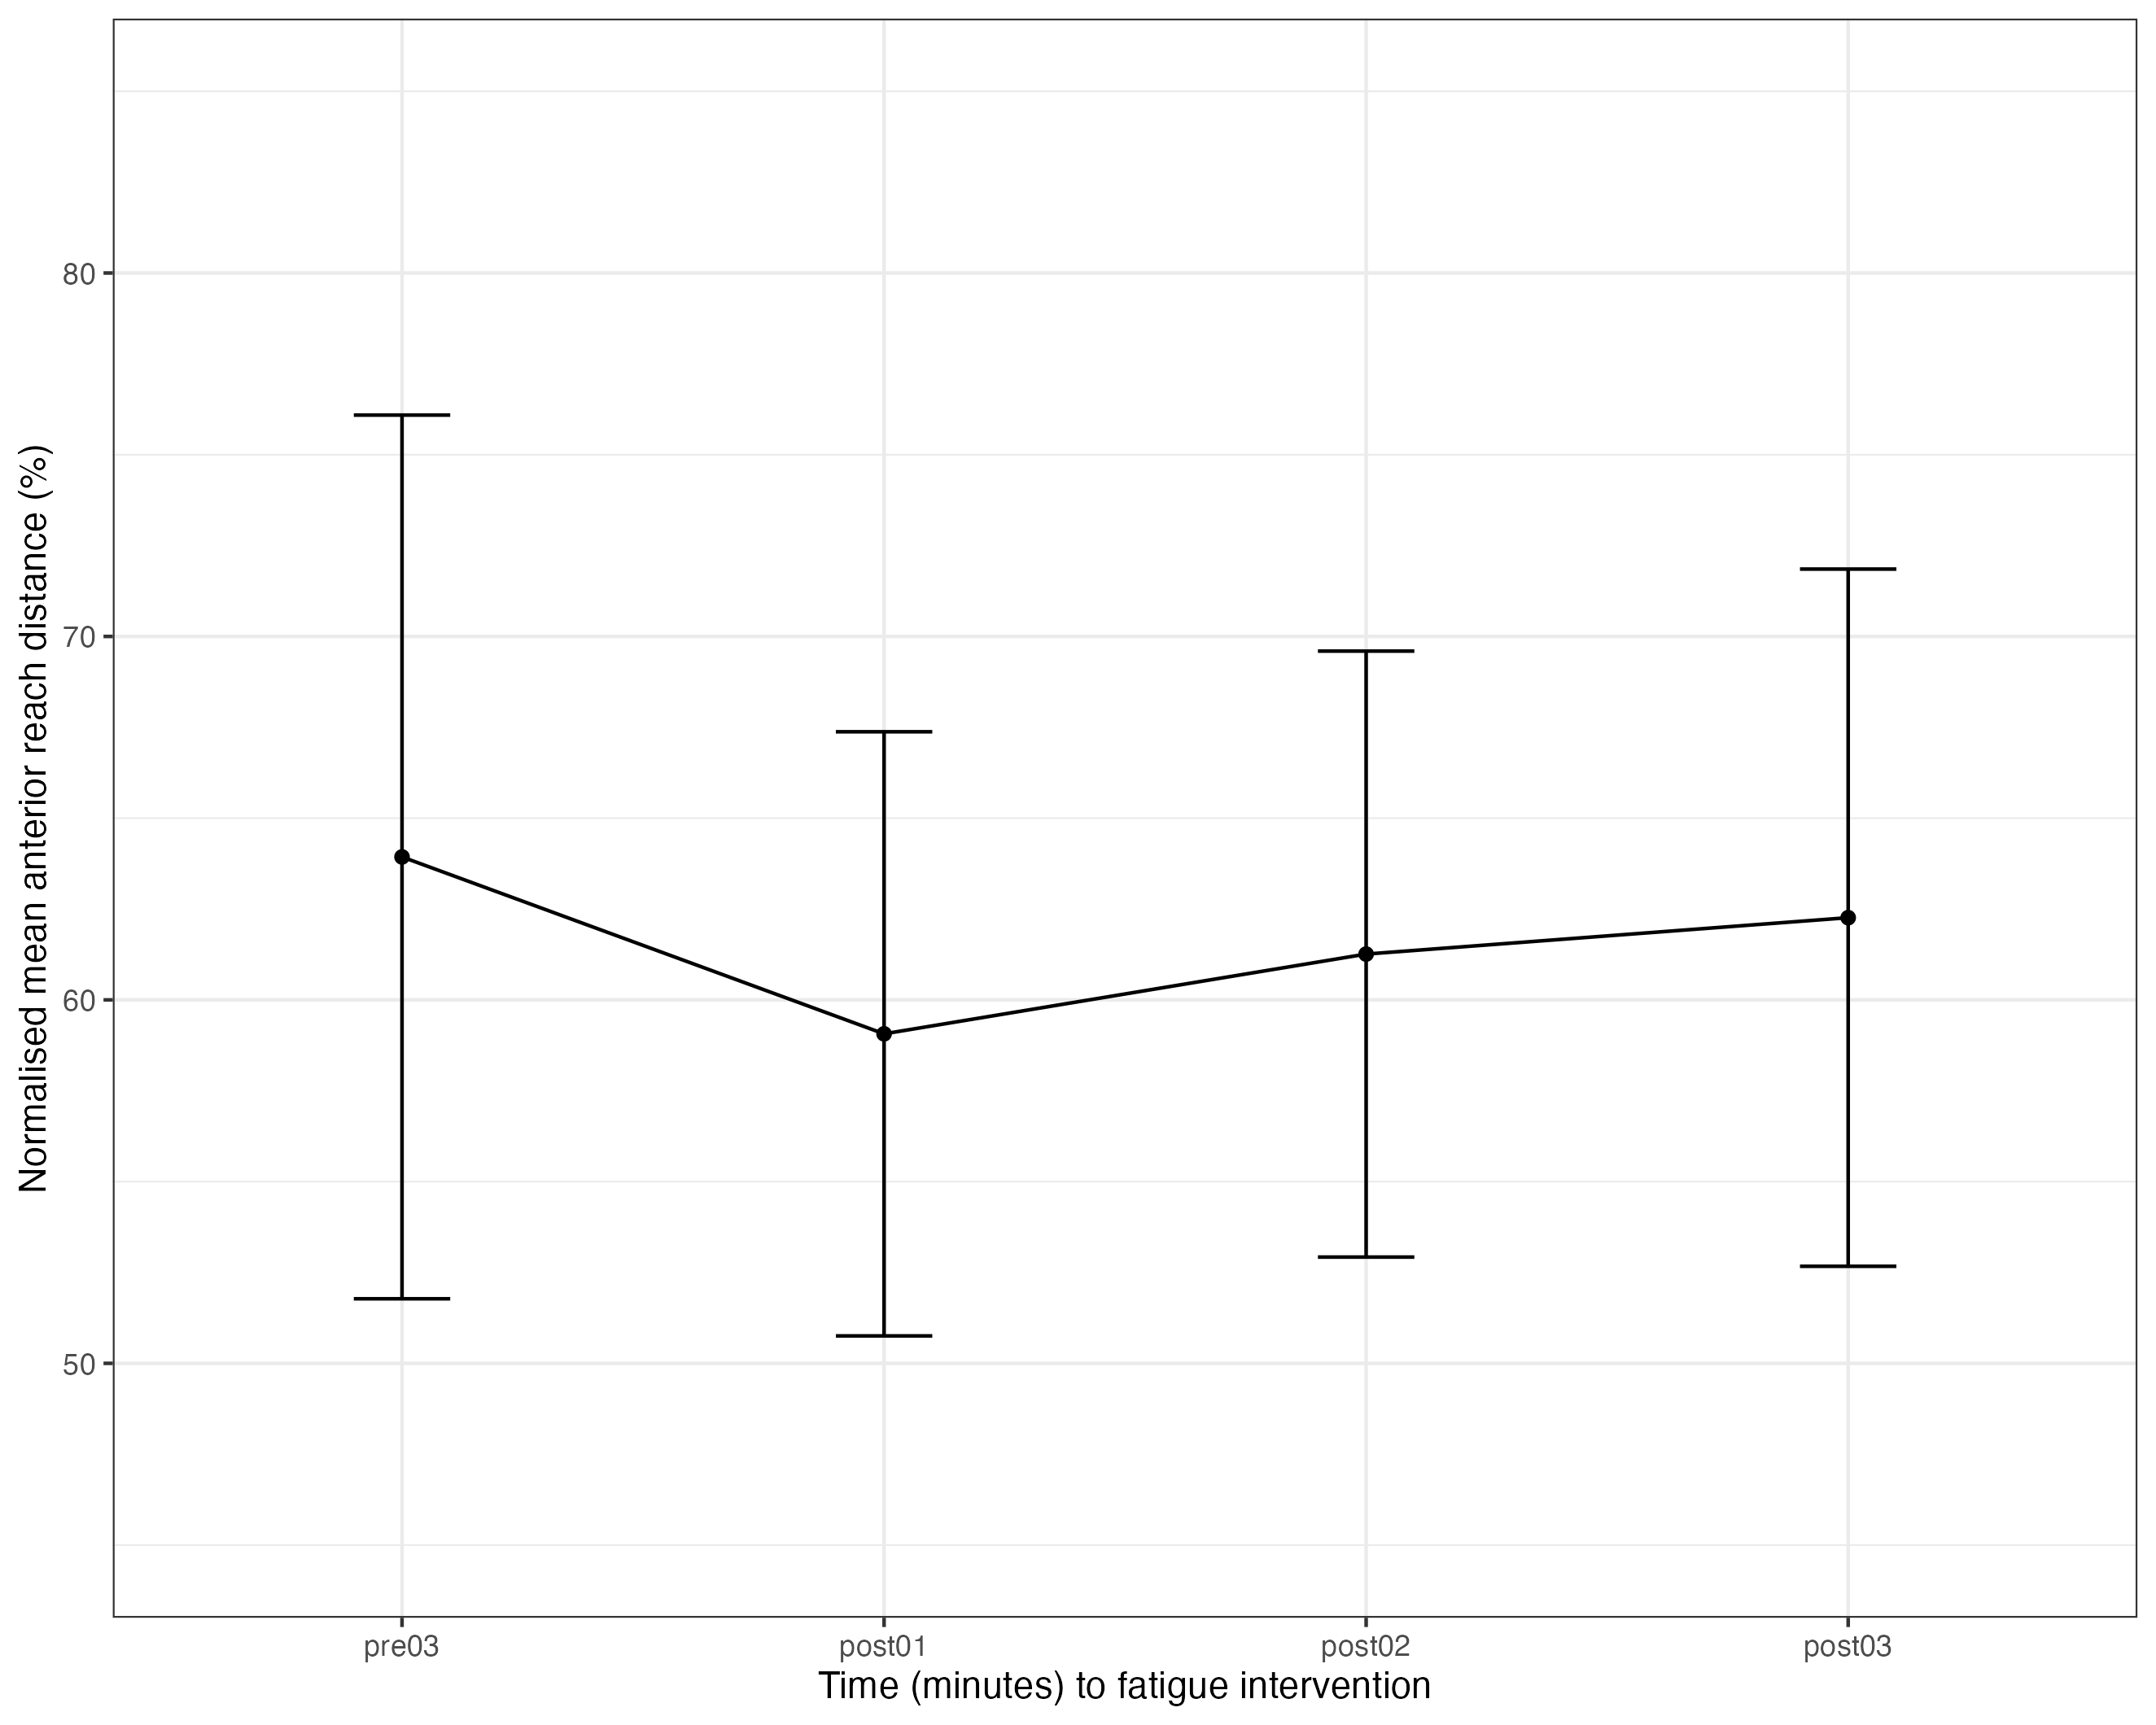 Normalised mean anterior reach distance (%)
80
70
60
50
pre03
post01
post02
post03
Time (minutes) to fatigue intervention